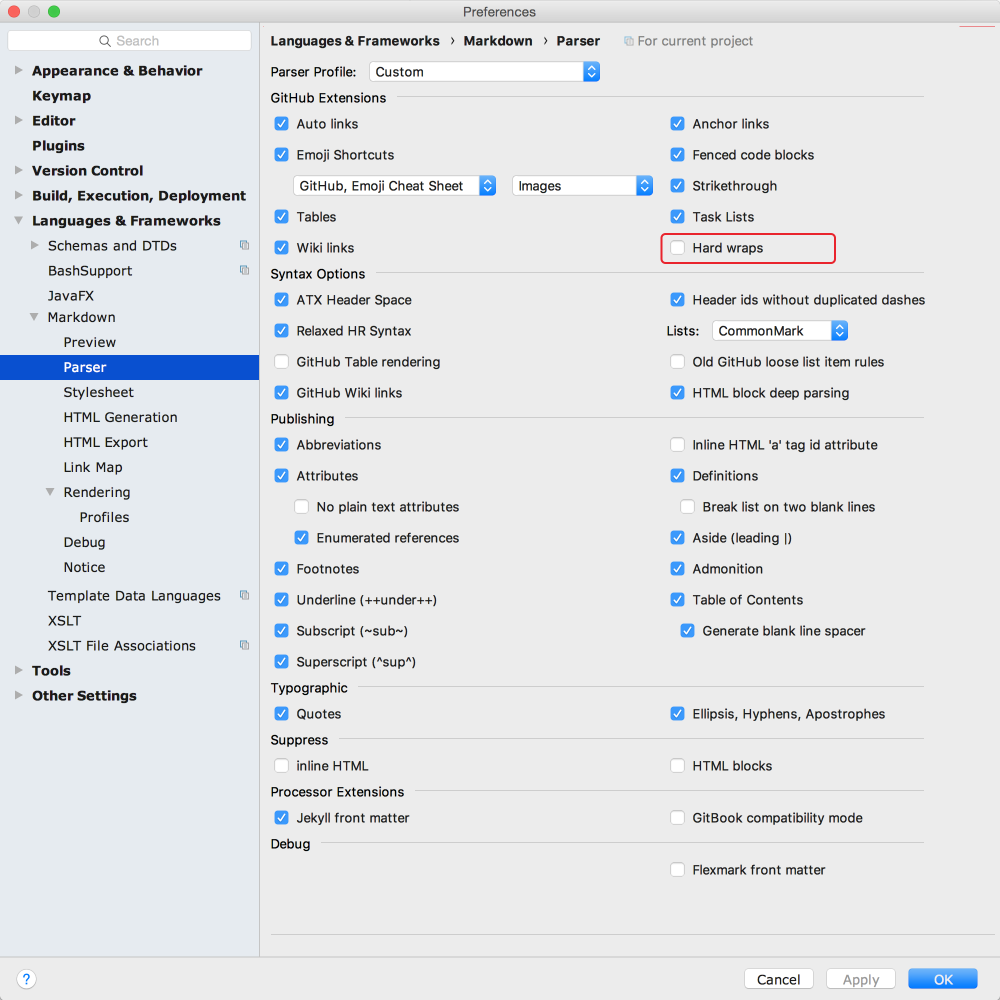 Preferences
Search
Appearance & Behavior
Keymap
Editor
Plugins
Version Control
Build, Execution, Deployment
Languages & Frameworks
Schemas and DTDs
BashSupport
JavaFX
Markdown
Preview
Parser
Stylesheet
HTML Generation
HTML Export
Link Map
Rendering
Profiles
Debug
Notice
Template Data Languages
XSLT
XSLT File Associations
Tools
Other Settings
Languages & Frameworks › Markdown › Parser For current project
Parser Profile: Custom
GitHub Extensions
Auto links Anchor links
Emoji Shortcuts Fenced code blocks
GitHub, Emoji Cheat Sheet Images Strikethrough
Tables Task Lists
Wiki links Hard wraps
Syntax Options
ATX Header Space Header ids without duplicated dashes
Relaxed HR Syntax Lists: CommonMark
GitHub Table rendering Old GitHub loose list item rules
GitHub Wiki links HTML block deep parsing
Publishing
Abbreviations Inline HTML 'a' tag id attribute
Attributes Definitions
No plain text attributes Break list on two blank lines
Enumerated references Aside (leading |)
Footnotes Admonition
Underline (++under++) Table of Contents
Subscript (~sub~) Generate blank line spacer
Superscript (^sup^)
Typographic
Quotes Ellipsis, Hyphens, Apostrophes
Suppress
inline HTML HTML blocks
Processor Extensions
Jekyll front matter GitBook compatibility mode
Debug
Flexmark front matter
? Cancel Apply OK